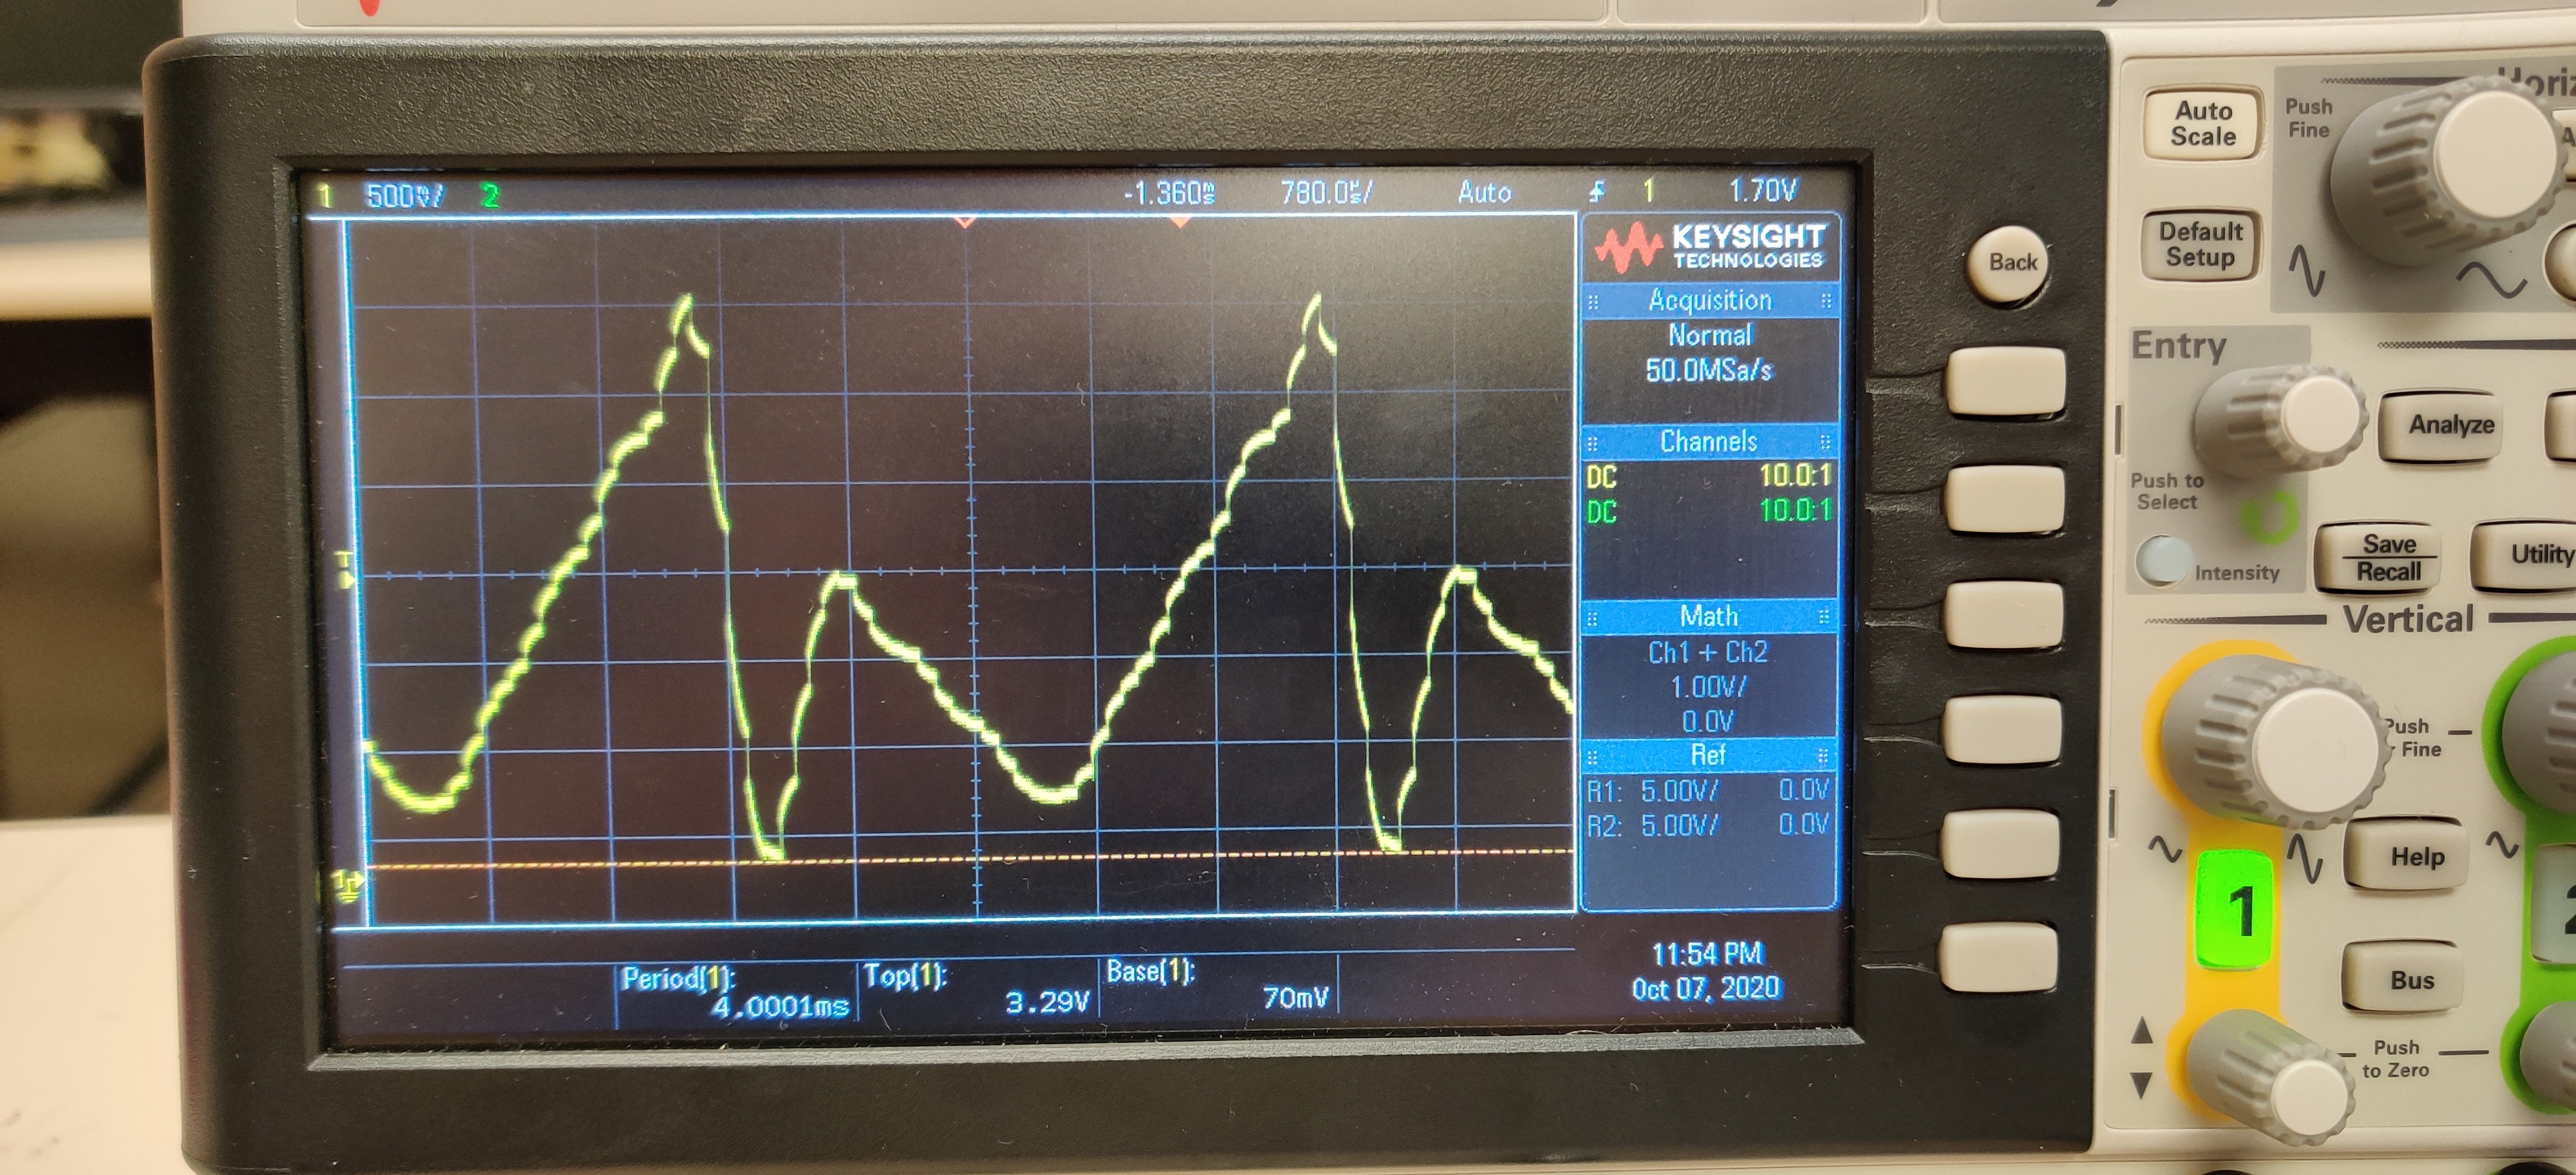 1 500mV/ 2 -1.360ms 780.0us/ Auto 1 1.70V
KEYSIGHT
TECHNOLOGIES
Acquisition
Normal
50.0MSa/s
Channels
DC 10.0:1
DC 10.0:1
Math
Ch1 + Ch2
1.00V/
0.0V
Ref
R1: 5.00V/ 0.0V
R2: 5.00V/ 0.0V
T
1
Period(1):
4.0001ms
Top(1):
3.29V
Base(1):
70mV
11:54 PM
Oct 07, 2020
Back
Auto
Scale
Default
Setup
Push
Fine
Entry
Push to
Select
Intensity
Analyze
Save
Recall
Utility
Vertical
Push
Fine
1
Help
2
Bus
Push
to Zero